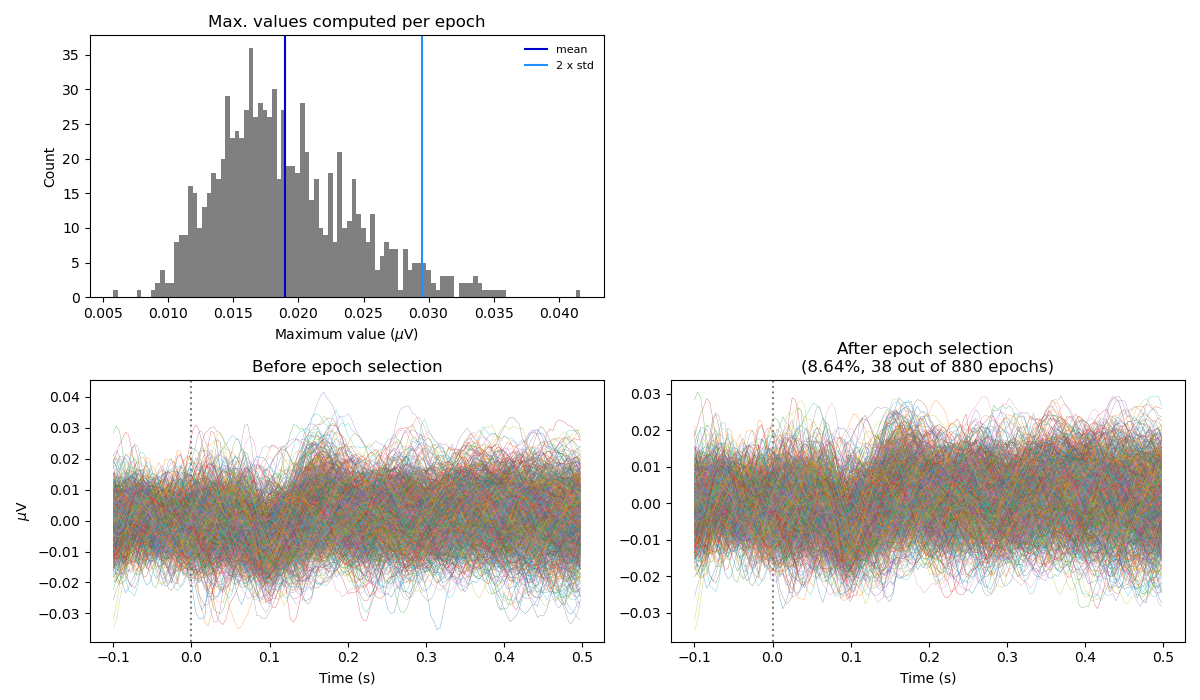 Max. values computed per epoch
mean
2 x std
Count
35
30
25
20
15
10
5
0
0.005 0.010 0.015 0.020 0.025 0.030 0.035 0.040
Maximum value (μV)
Before epoch selection
μV
0.04
0.03
0.02
0.01
0.00
−0.01
−0.02
−0.03
−0.1 0.0 0.1 0.2 0.3 0.4 0.5
Time (s)
After epoch selection
(8.64%, 38 out of 880 epochs)
0.03
0.02
0.01
0.00
−0.01
−0.02
−0.03
−0.1 0.0 0.1 0.2 0.3 0.4 0.5
Time (s)